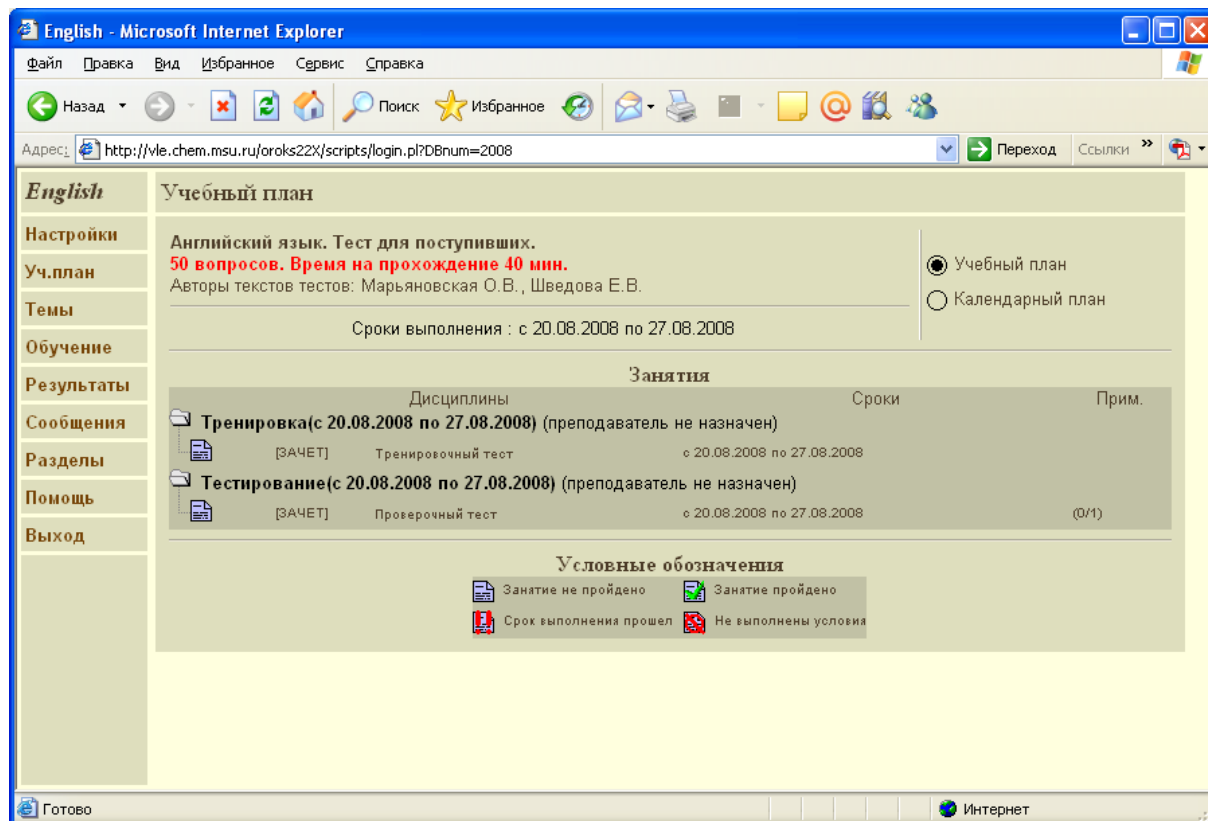 English - Microsoft Internet Explorer
Файл Правка Вид Избранное Сервис Справка
Назад Поиск Избранное
Адрес: http://vle.chem.msu.ru/oroks22X/scripts/login.pl?DBnum=2008 Переход Ссылки »
English
Учебный план
Настройки
Уч.план
Темы
Обучение
Результаты
Сообщения
Разделы
Помощь
Выход
Английский язык. Тест для поступивших.
50 вопросов. Время на прохождение 40 мин.
Авторы текстов тестов: Марьяновская О.В., Шведова Е.В.
Сроки выполнения : с 20.08.2008 по 27.08.2008
Учебный план
Календарный план
Занятия
Дисциплины Сроки Прим.
Тренировка(с 20.08.2008 по 27.08.2008) (преподаватель не назначен)
[ЗАЧЕТ] Тренировочный тест с 20.08.2008 по 27.08.2008
Тестирование(с 20.08.2008 по 27.08.2008) (преподаватель не назначен)
[ЗАЧЕТ] Проверочный тест с 20.08.2008 по 27.08.2008 (0/1)
Условные обозначения
Занятие не пройдено Занятие пройдено
Срок выполнения прошел Не выполнены условия
Готово Интернет